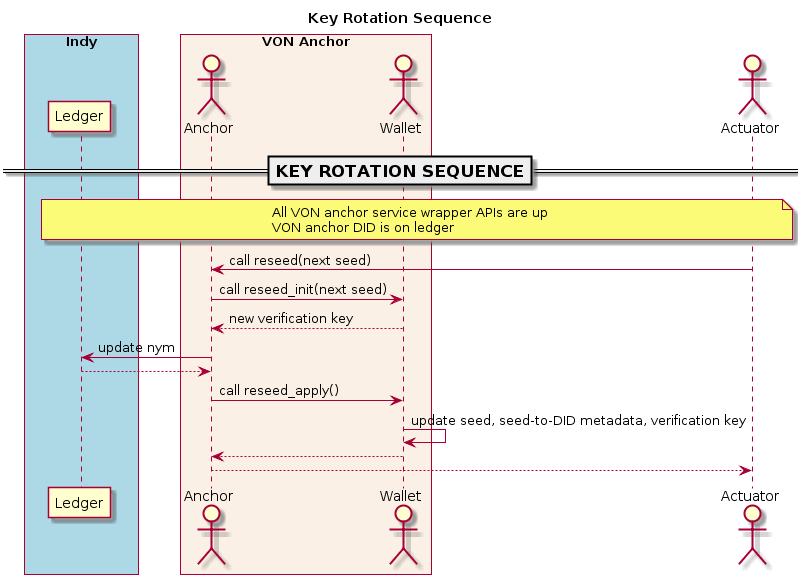 Key Rotation Sequence
Indy
VON Anchor
Ledger
Anchor
Wallet
Actuator
KEY ROTATION SEQUENCE
All VON anchor service wrapper APIs are up
VON anchor DID is on ledger
call reseed(next seed)
call reseed_init(next seed)
new verification key
update nym
call reseed_apply()
update seed, seed-to-DID metadata, verification key
Ledger
Anchor
Wallet
Actuator